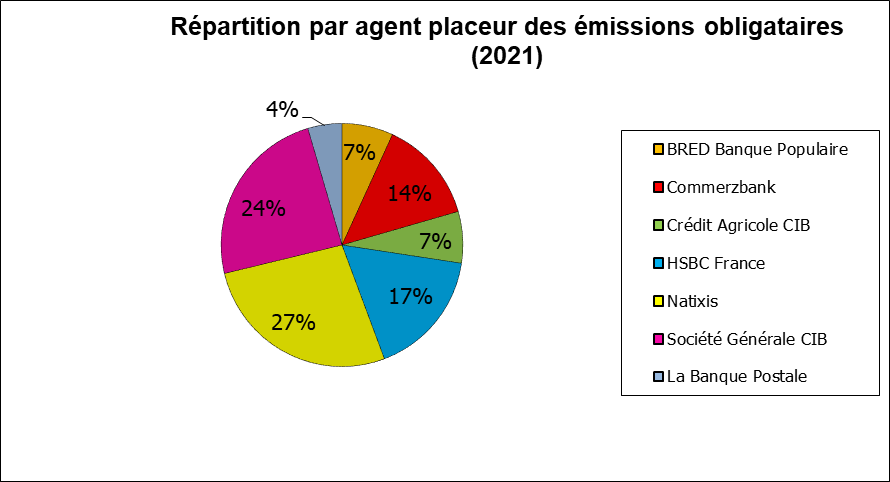 Répartition par agent placeur des émissions obligataires
(2021)
4%
7%
14%
7%
17%
27%
24%
BRED Banque Populaire
Commerzbank
Crédit Agricole CIB
HSBC France
Natixis
Société Générale CIB
La Banque Postale